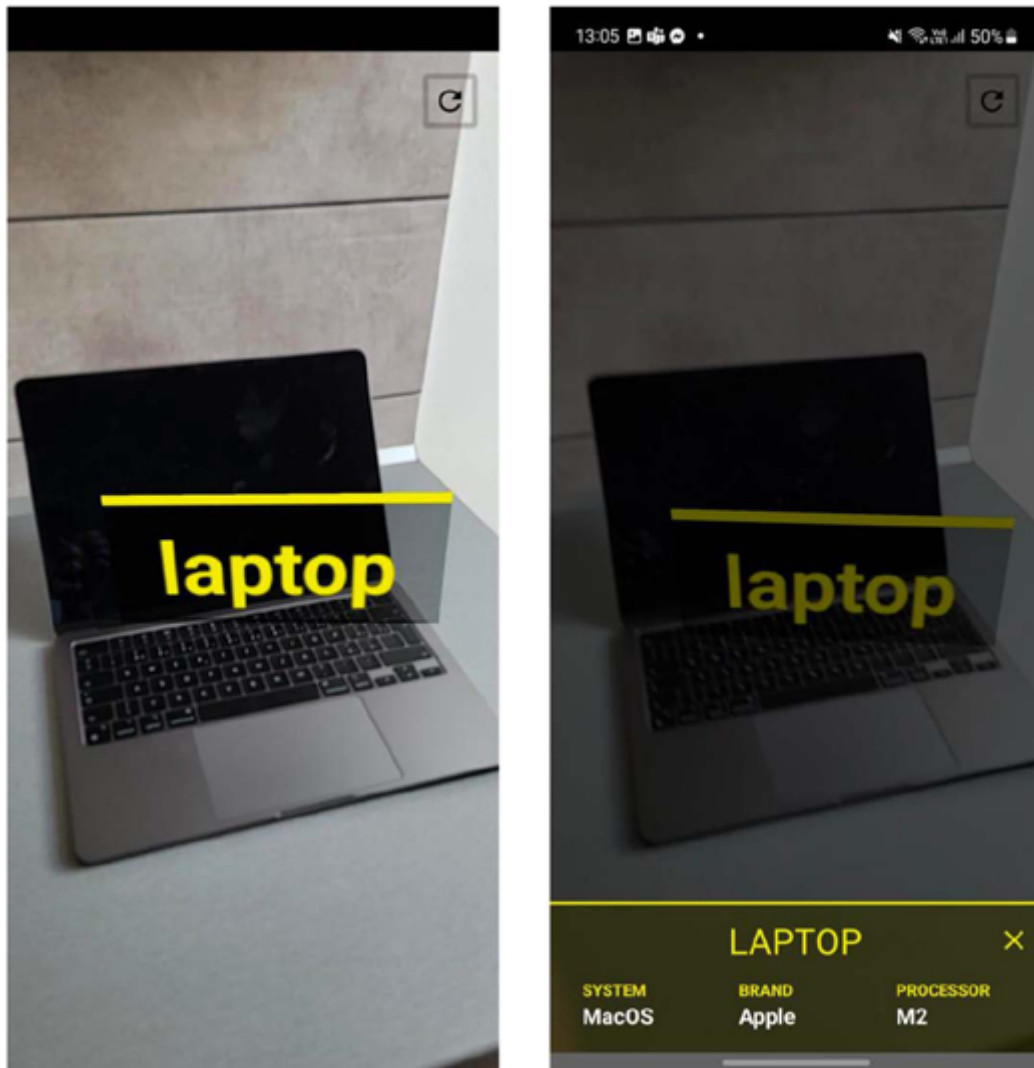 laptop
13:05
50%
laptop
LAPTOP
SYSTEM BRAND PROCESSOR
MacOS Apple M2